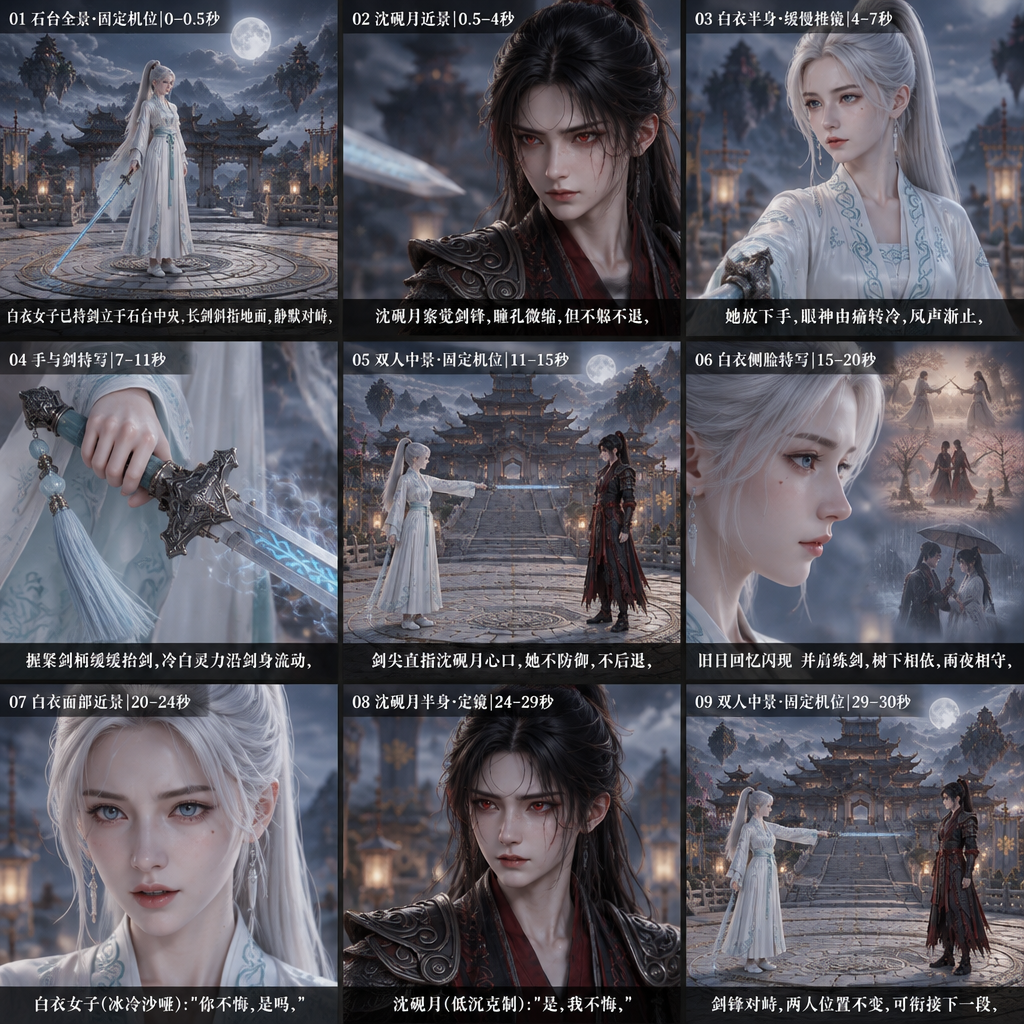 01 石台全景·固定机位|0-0.5秒
白衣女子已持剑立于石台中央,长剑斜指地面,静默对峙,
02 沈砚月近景|0.5-4秒
沈砚月察觉剑锋,瞳孔微缩,但不躲不退,
03 白衣半身·缓慢推镜|4-7秒
她放下手,眼神由痛转冷,风声渐止,
04 手与剑特写|7-11秒
握紧剑柄缓缓抬剑,冷白灵力沿剑身流动,
05 双人中景·固定机位|11-15秒
剑尖直指沈砚月心口,她不防御,不后退,
06 白衣侧脸特写|15-20秒
旧日回忆闪现 并肩练剑,树下相依,雨夜相守,
07 白衣面部近景|20-24秒
白衣女子(冰冷沙哑):"你不悔,是吗,"
08 沈砚月半身·定镜|24-29秒
沈砚月(低沉克制):"是,我不悔,"
09 双人中景·固定机位|29-30秒
剑锋对峙,两人位置不变,可衔接下一段,